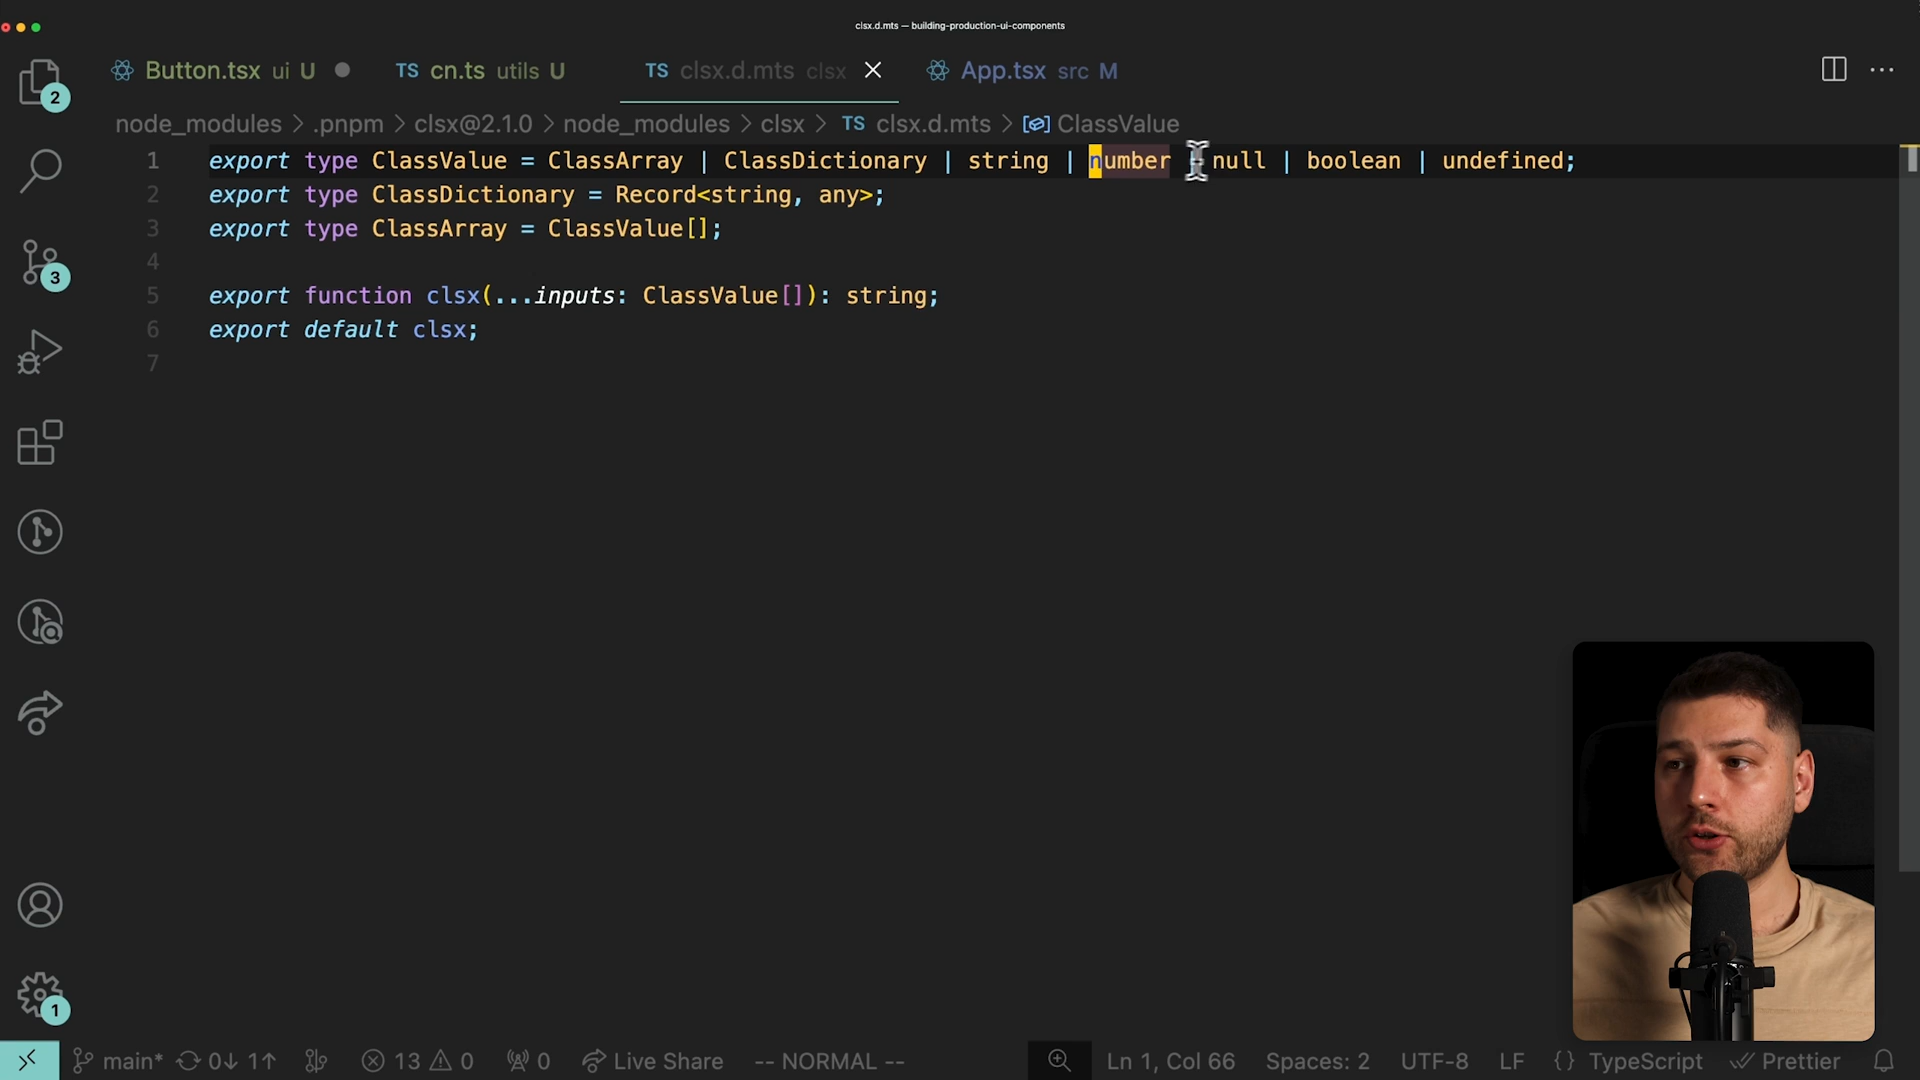 clsx.d.mts — building-production-ui-components
Button.tsx ui U
TS cn.ts utils U
TS clsx.d.mts clsx
App.tsx src M
node_modules > .pnpm > clsx@2.1.0 > node_modules > clsx > TS clsx.d.mts > ClassValue
1 export type ClassValue = ClassArray | ClassDictionary | string | number | null | boolean | undefined;
2 export type ClassDictionary = Record<string, any>;
3 export type ClassArray = ClassValue[];
4
5 export function clsx(...inputs: ClassValue[]): string;
6 export default clsx;
7
2
3
1
main* 0↓ 1↑ 13 0 0 Live Share -- NORMAL -- Ln 1, Col 66 Spaces: 2 UTF-8 LF {} TypeScript Prettier